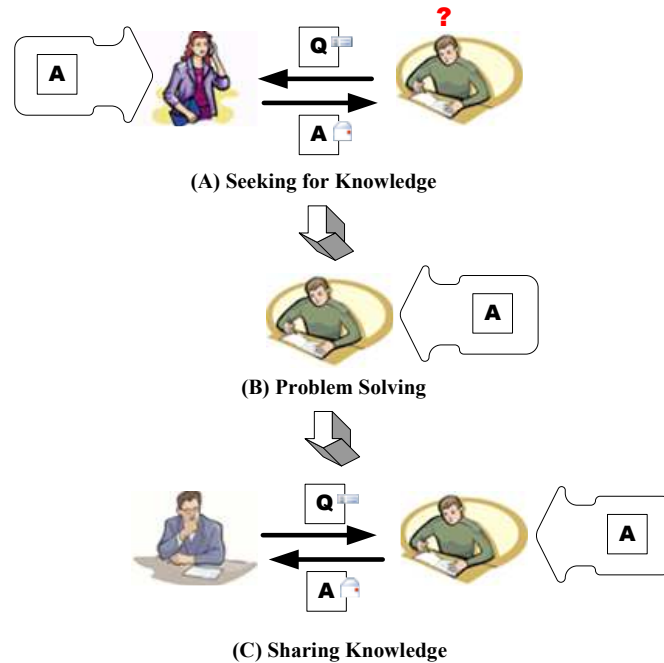 ?
Q
A
A
(A) Seeking for Knowledge
A
(B) Problem Solving
Q
A
A
(C) Sharing Knowledge